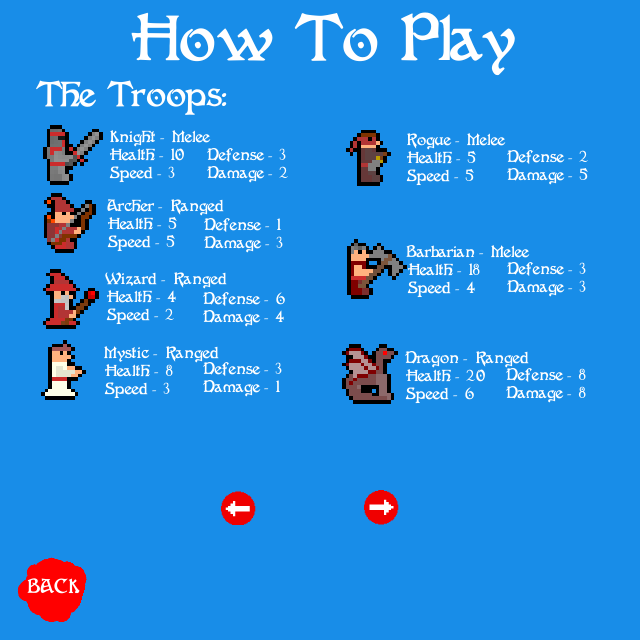 How To Play
The Troops:
Knight - Melee
Health - 10 Defense - 3
Speed - 3 Damage - 2
Archer - Ranged
Health - 5 Defense - 1
Speed - 5 Damage - 3
Wizard - Ranged
Health - 4 Defense - 6
Speed - 2 Damage - 4
Mystic - Ranged
Health - 8 Defense - 3
Speed - 3 Damage - 1
Rogue - Melee
Health - 5 Defense - 2
Speed - 5 Damage - 5
Barbarian - Melee
Health - 18 Defense - 3
Speed - 4 Damage - 3
Dragon - Ranged
Health - 20 Defense - 8
Speed - 6 Damage - 8
BACK